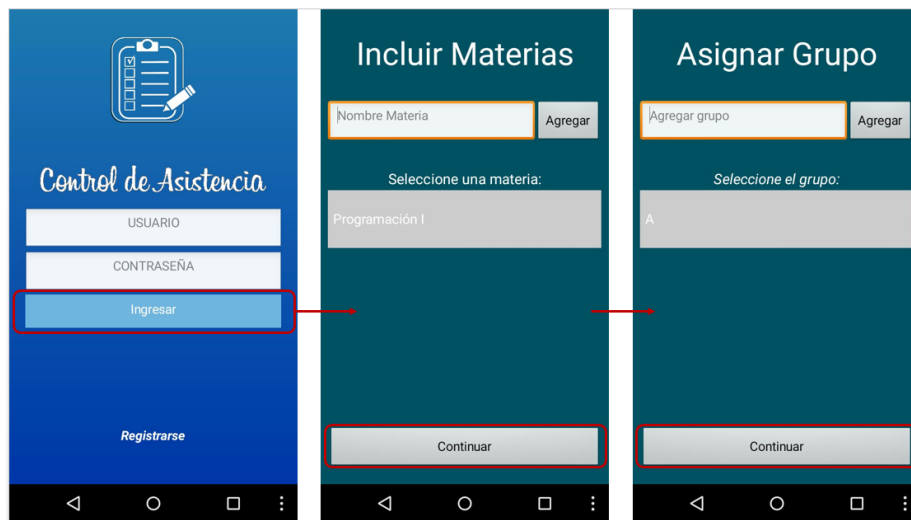 Control de Asistencia
USUARIO
CONTRASEÑA
Ingresar
Registrarse
Incluir Materias
Nombre Materia
Agregar
Seleccione una materia:
Programación I
Continuar
Asignar Grupo
Agregar grupo
Agregar
Seleccione el grupo:
A
Continuar